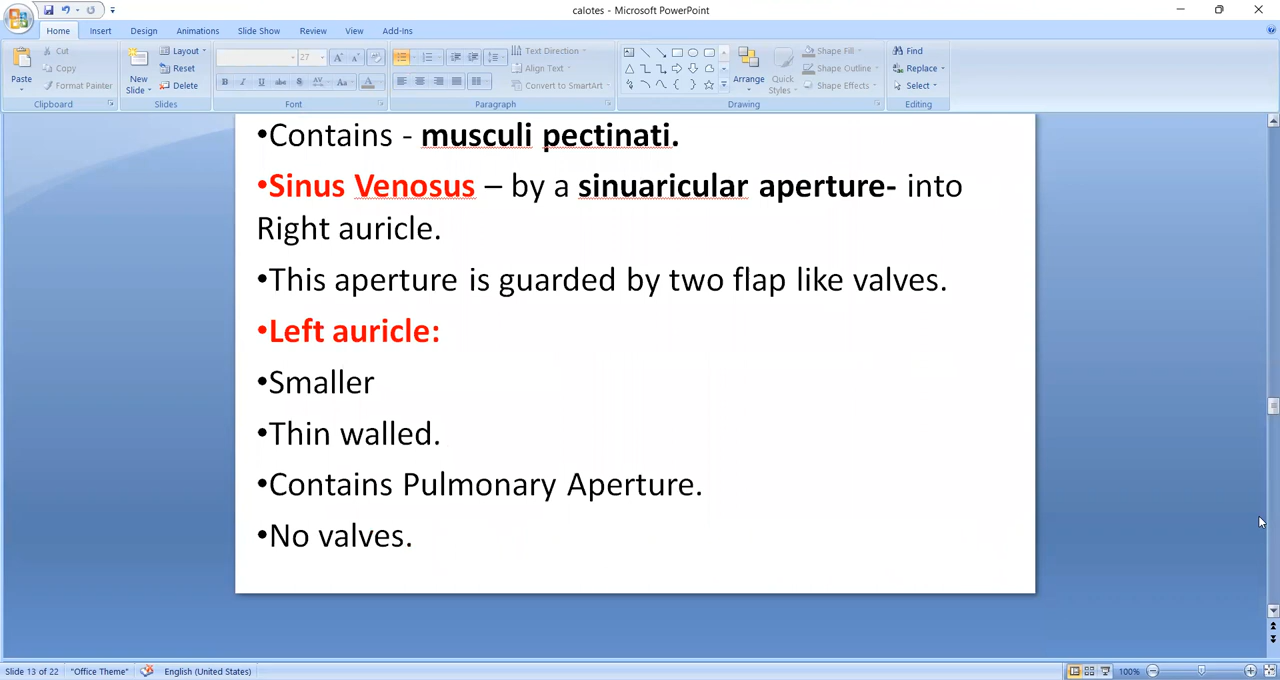 calotes - Microsoft PowerPoint
Home Insert Design Animations Slide Show Review View Add-Ins
Cut Layout 27 Text Direction Shape Fill Find
Copy Reset Align Text Shape Outline Replace
Paste Format Painter New Slide Delete Convert to SmartArt Arrange Quick Styles Shape Effects Select
Clipboard Slides Font Paragraph Drawing Editing
•Contains - musculi pectinati.
•Sinus Venosus – by a sinuaricular aperture- into
Right auricle.
•This aperture is guarded by two flap like valves.
•Left auricle:
•Smaller
•Thin walled.
•Contains Pulmonary Aperture.
•No valves.
Slide 13 of 22 "Office Theme" English (United States) 100%